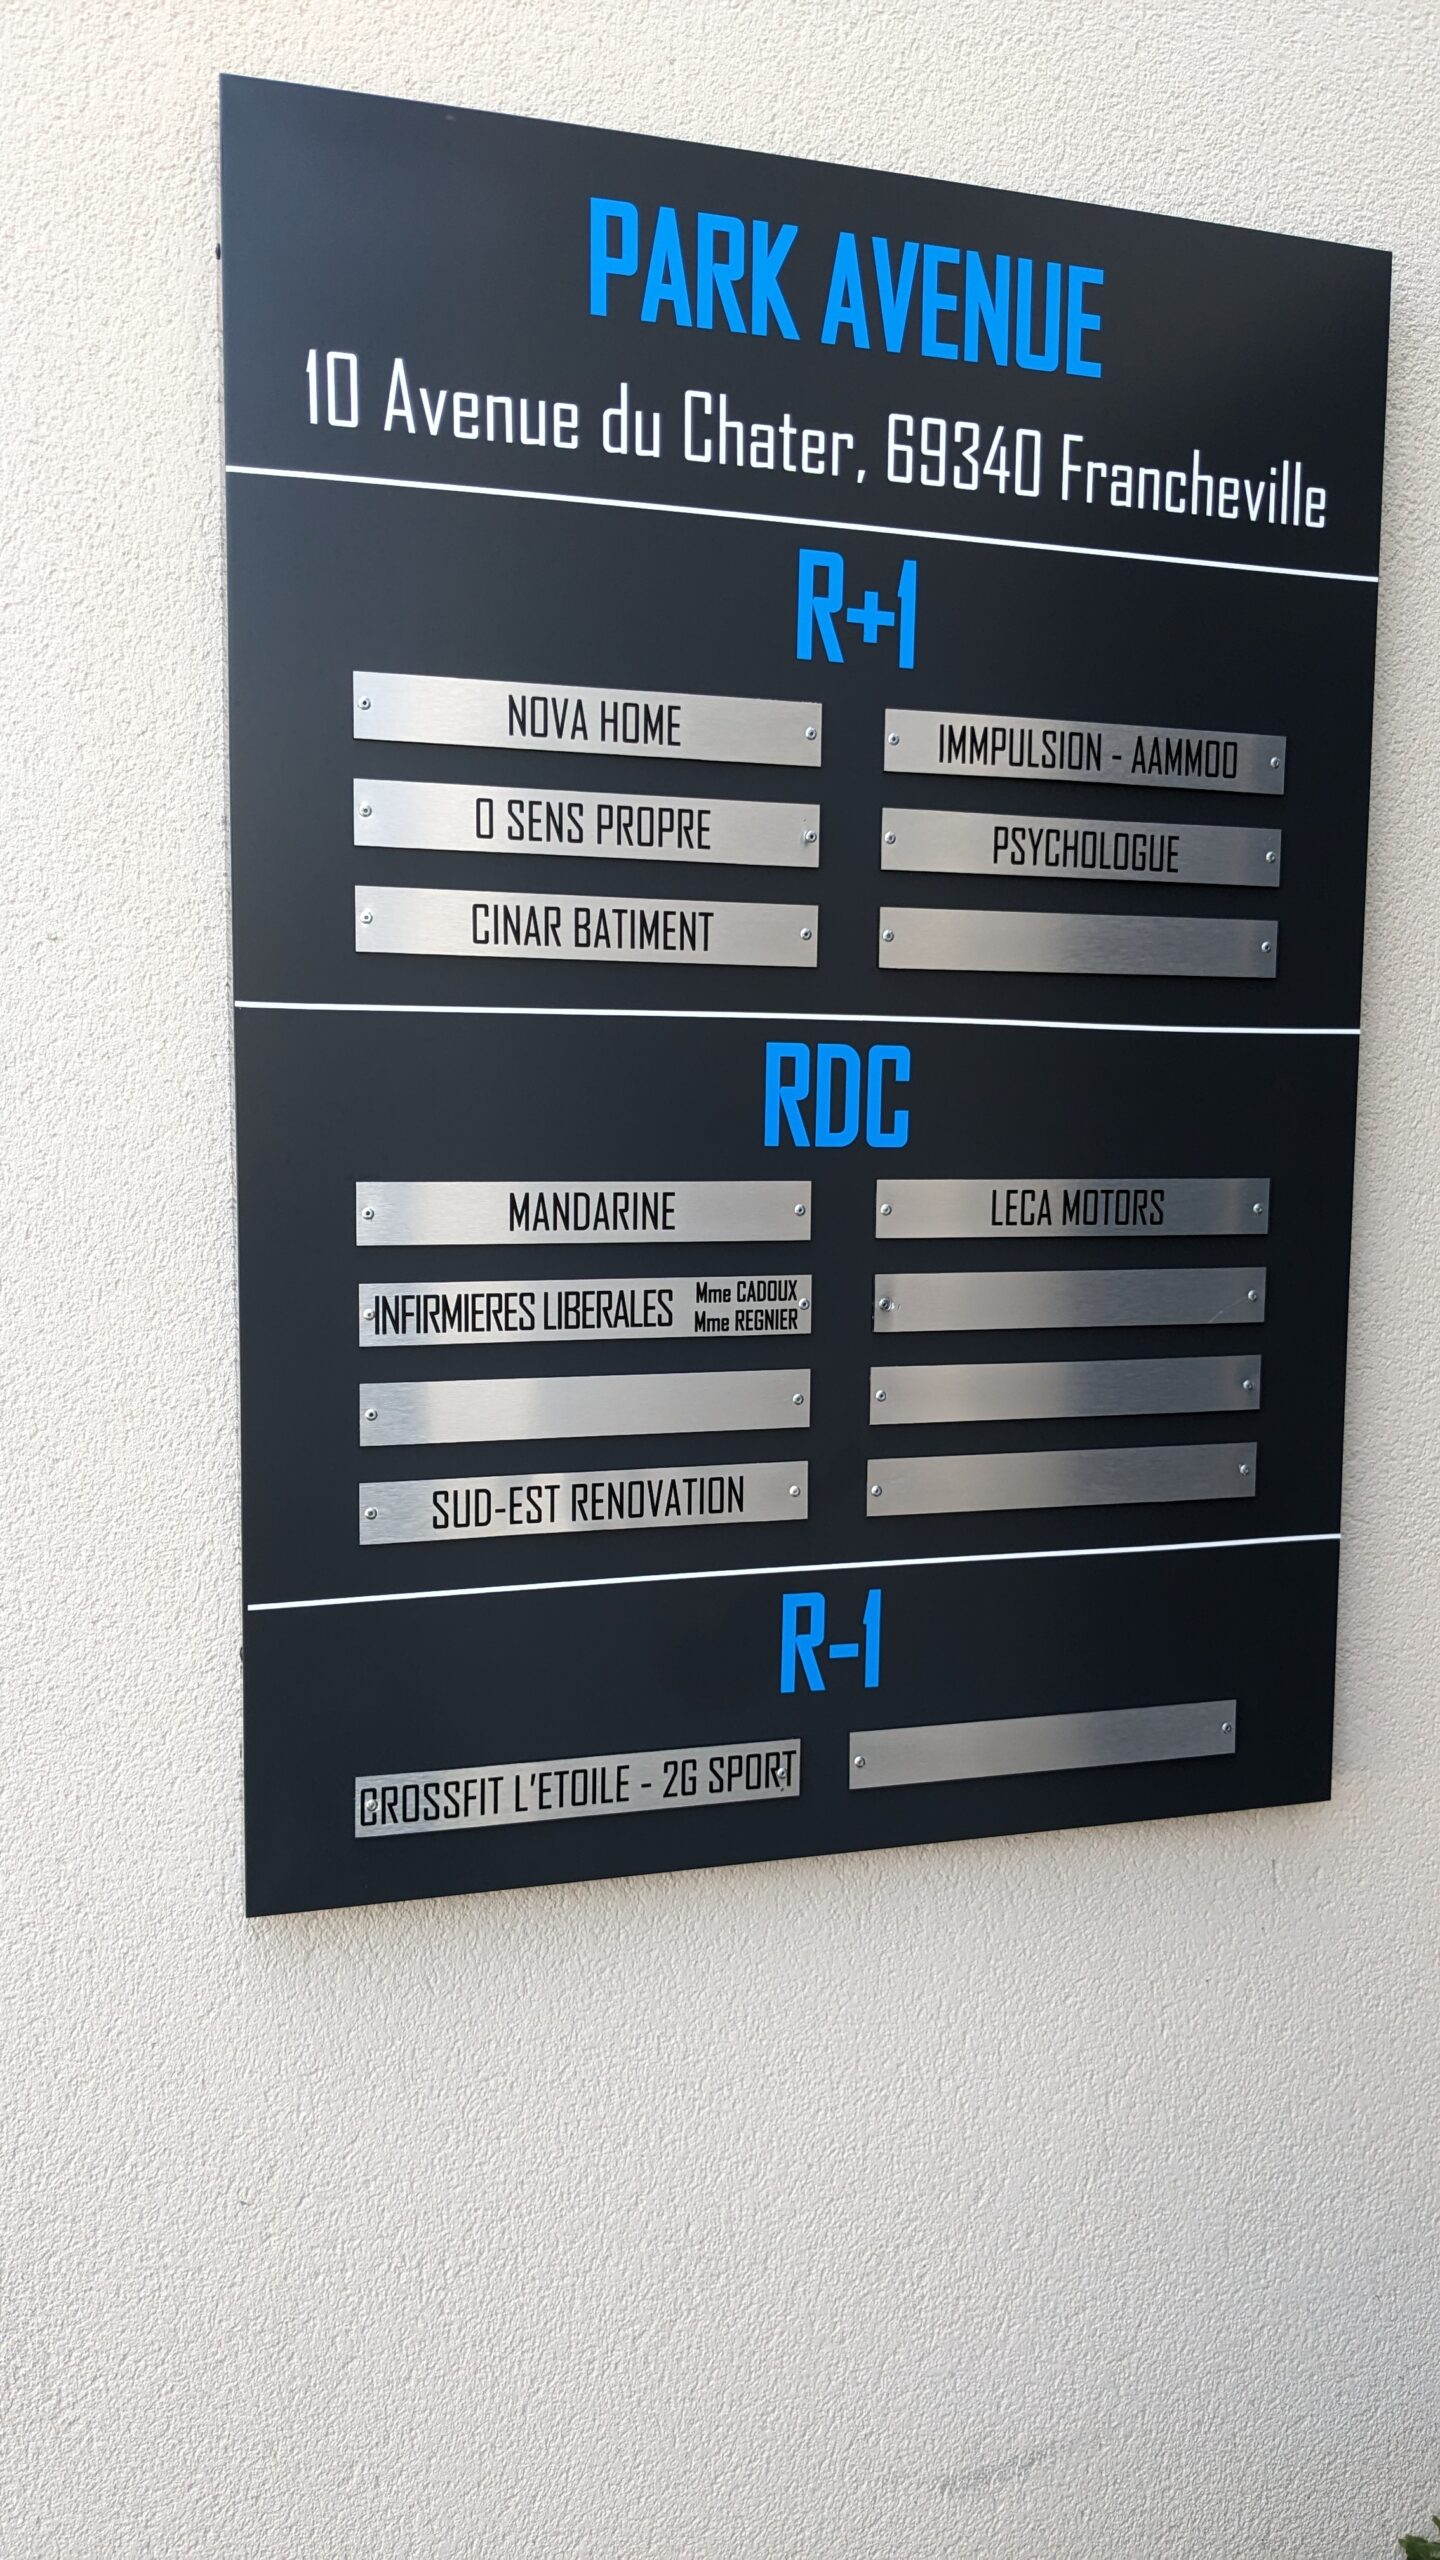 PARK AVENUE
10 Avenue du Chater, 69340 Francheville
R+1
NOVA HOME
IMMPULSION - AAMMOO
O SENS PROPRE
PSYCHOLOGUE
CINAR BATIMENT
RDC
MANDARINE
LECA MOTORS
INFIRMIERES LIBERALES
Mme CADOUX
Mme REGNIER
SUD-EST RENOVATION
R-1
CROSSFIT L'ETOILE - 2G SPORT